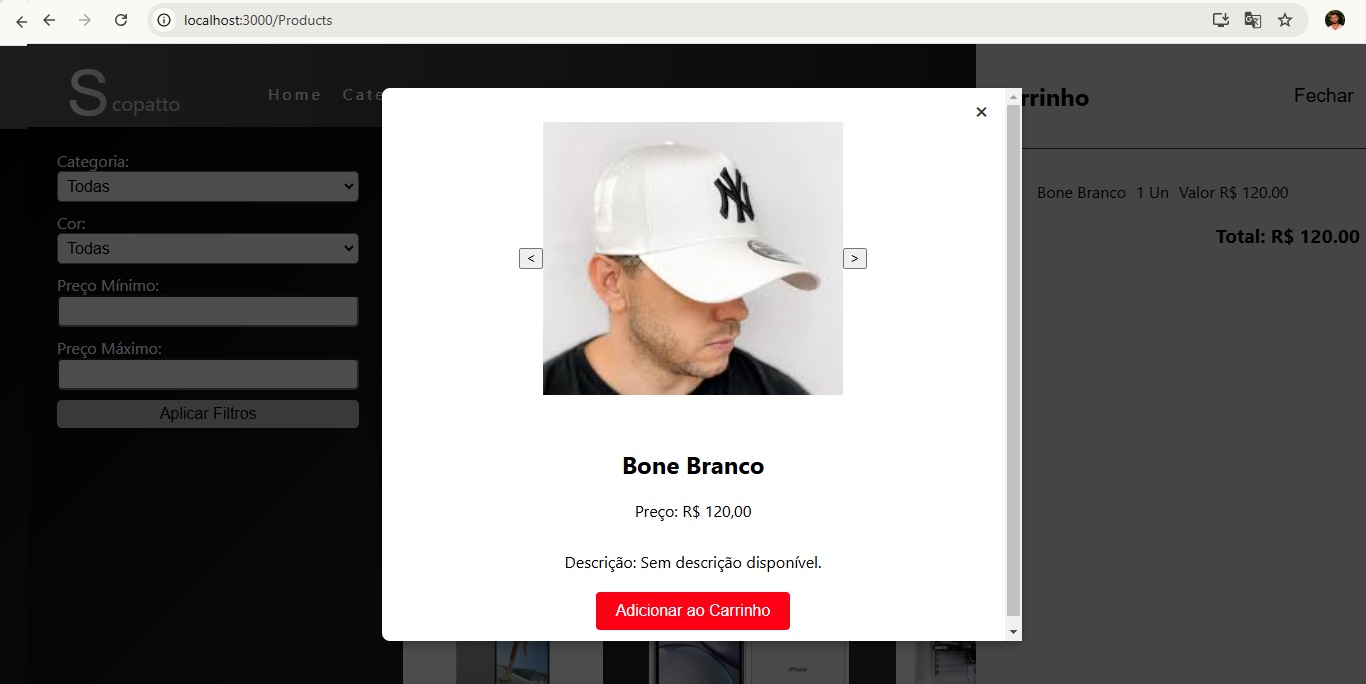 localhost:3000/Products
Scopatto
Home Cate
rrinho
Fechar
×
Categoria:
Todas
Cor:
Todas
Preço Mínimo:
Preço Máximo:
Aplicar Filtros
NY
< >
Bone Branco
Preço: R$ 120,00
Descrição: Sem descrição disponível.
Adicionar ao Carrinho
Bone Branco 1 Un Valor R$ 120.00
Total: R$ 120.00
iPhone